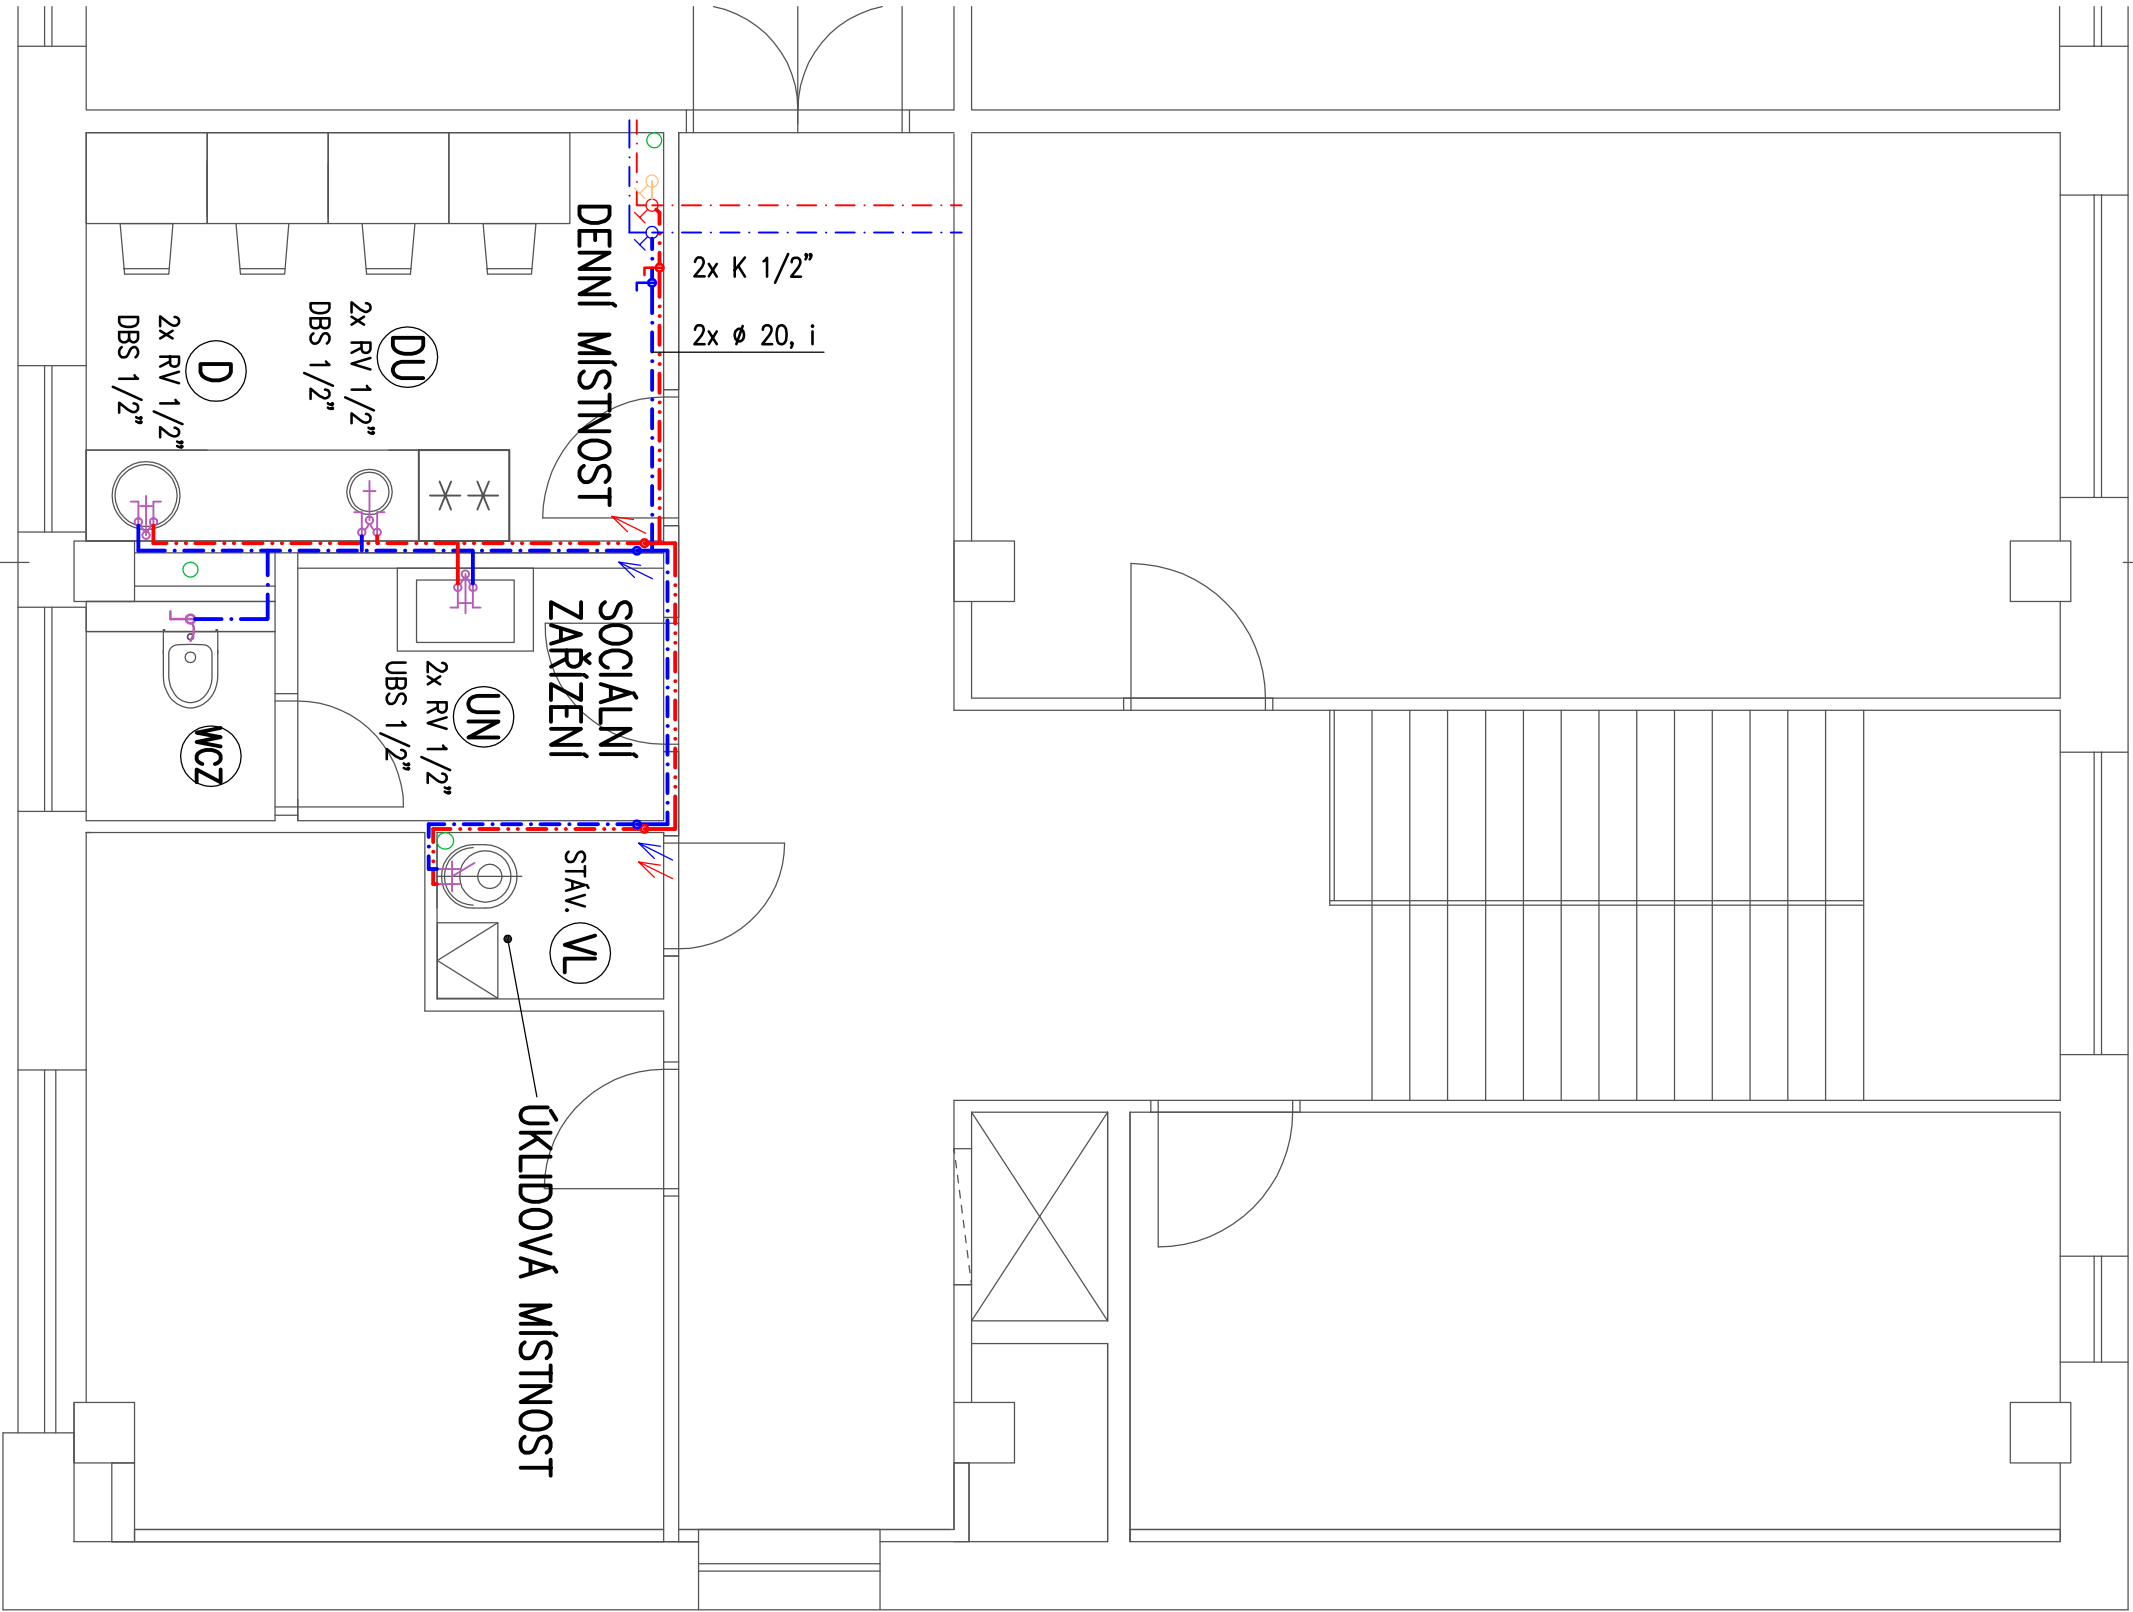 2x K 1/2"
2x ø 20, i
DENNÍ MÍSTNOST
DU
2x RV 1/2"
DBS 1/2"
D
2x RV 1/2"
DBS 1/2"
SOCIÁLNÍ
ZAŘÍZENÍ
UN
2x RV 1/2"
UBS 1/2"
WCZ
STÁV.
VL
ÚKLIDOVÁ MÍSTNOST